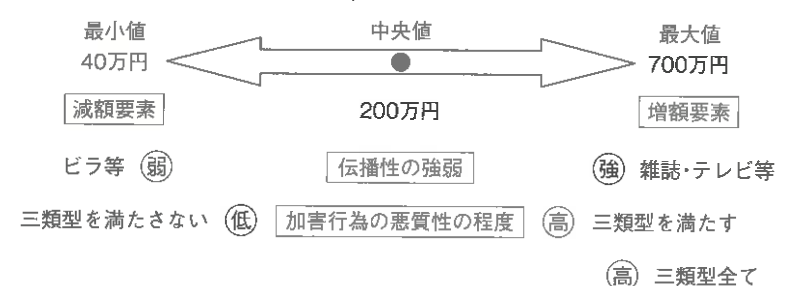 最小値 中央値 最大値
40万円 700万円
減額要素 200万円 増額要素
ビラ等 弱 伝播性の強弱 強 雑誌・テレビ等
三類型を満たさない 低 加害行為の悪質性の程度 高 三類型を満たす
高 三類型全て